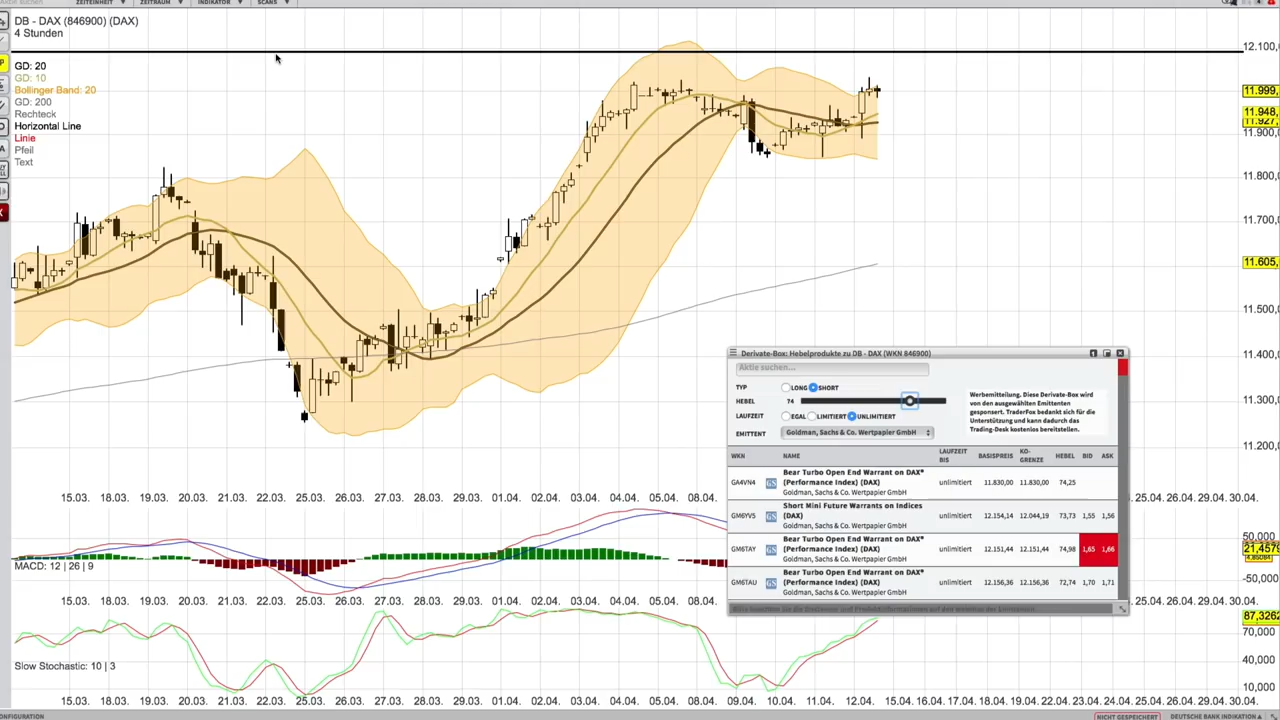 ZEITEINHEIT ▼ ZEITRAUM ▼ INDIKATOR ▼ SCANS ▼
DB - DAX (846900) (DAX)
4 Stunden
GD: 20
GD: 10
Bollinger Band: 20
GD: 200
Rechteck
Horizontal Line
Linie
Pfeil
Text
12.100,
11.999,
11.948,
11.927,
11.900,
11.800,
11.700,
11.605,
11.500,
11.400,
11.300,
11.200,
Derivate-Box: Hebelprodukte zu DB - DAX (WKN 846900)
Aktie suchen...
TYP LONG SHORT
HEBEL 74
LAUFZEIT EGAL LIMITIERT UNLIMITIERT
EMITTENT Goldman, Sachs & Co. Wertpapier GmbH
Werbemitteilung. Diese Derivate-Box wird
von den ausgewählten Emittenten
gesponsert. TraderFox bedankt sich für die
Unterstützung und kann dadurch das
Trading-Desk kostenlos bereitstellen.
WKN NAME LAUFZEIT BIS BASISPREIS KO-GRENZE HEBEL BID ASK
Bear Turbo Open End Warrant on DAX®
GA4VN4 GS (Performance Index) (DAX) unlimitiert 11.830,00 11.830,00 74,25
Goldman, Sachs & Co. Wertpapier GmbH
Short Mini Future Warrants on Indices
GM6YV5 GS (DAX) unlimitiert 12.154,14 12.044,19 73,73 1,55 1,56
Goldman, Sachs & Co. Wertpapier GmbH
Bear Turbo Open End Warrant on DAX®
GM6TAY GS (Performance Index) (DAX) unlimitiert 12.151,44 12.151,44 74,98 1,65 1,66
Goldman, Sachs & Co. Wertpapier GmbH
Bear Turbo Open End Warrant on DAX®
GM6TAU GS (Performance Index) (DAX) unlimitiert 12.156,36 12.156,36 72,74 1,70 1,71
Goldman, Sachs & Co. Wertpapier GmbH
15.03. 18.03. 19.03. 20.03. 21.03. 22.03. 25.03. 26.03. 27.03. 28.03. 29.03. 01.04. 02.04. 03.04. 04.04. 05.04. 08.04. 25.04. 29.04. 30.04.
50,000
21,4579
-50,000
MACD: 12 | 26 | 9
15.03. 18.03. 19.03. 20.03. 21.03. 22.03. 25.03. 26.03. 27.03. 28.03. 29.03. 01.04. 02.04. 03.04. 04.04. 05.04. 08.04. 25.04. 29.04. 30.04.
87,3262
70,000
40,000
10,000
Slow Stochastic: 10 | 3
15.03. 18.03. 19.03. 20.03. 21.03. 22.03. 25.03. 26.03. 27.03. 28.03. 29.03. 01.04. 02.04. 03.04. 04.04. 05.04. 08.04. 09.04. 10.04. 11.04. 12.04. 15.04. 16.04. 17.04. 18.04. 23.04. 24.04. 25.04. 29.04. 30.04.
ONFIGURATION NICHT GESPEICHERT DEUTSCHE BANK INDIKATION